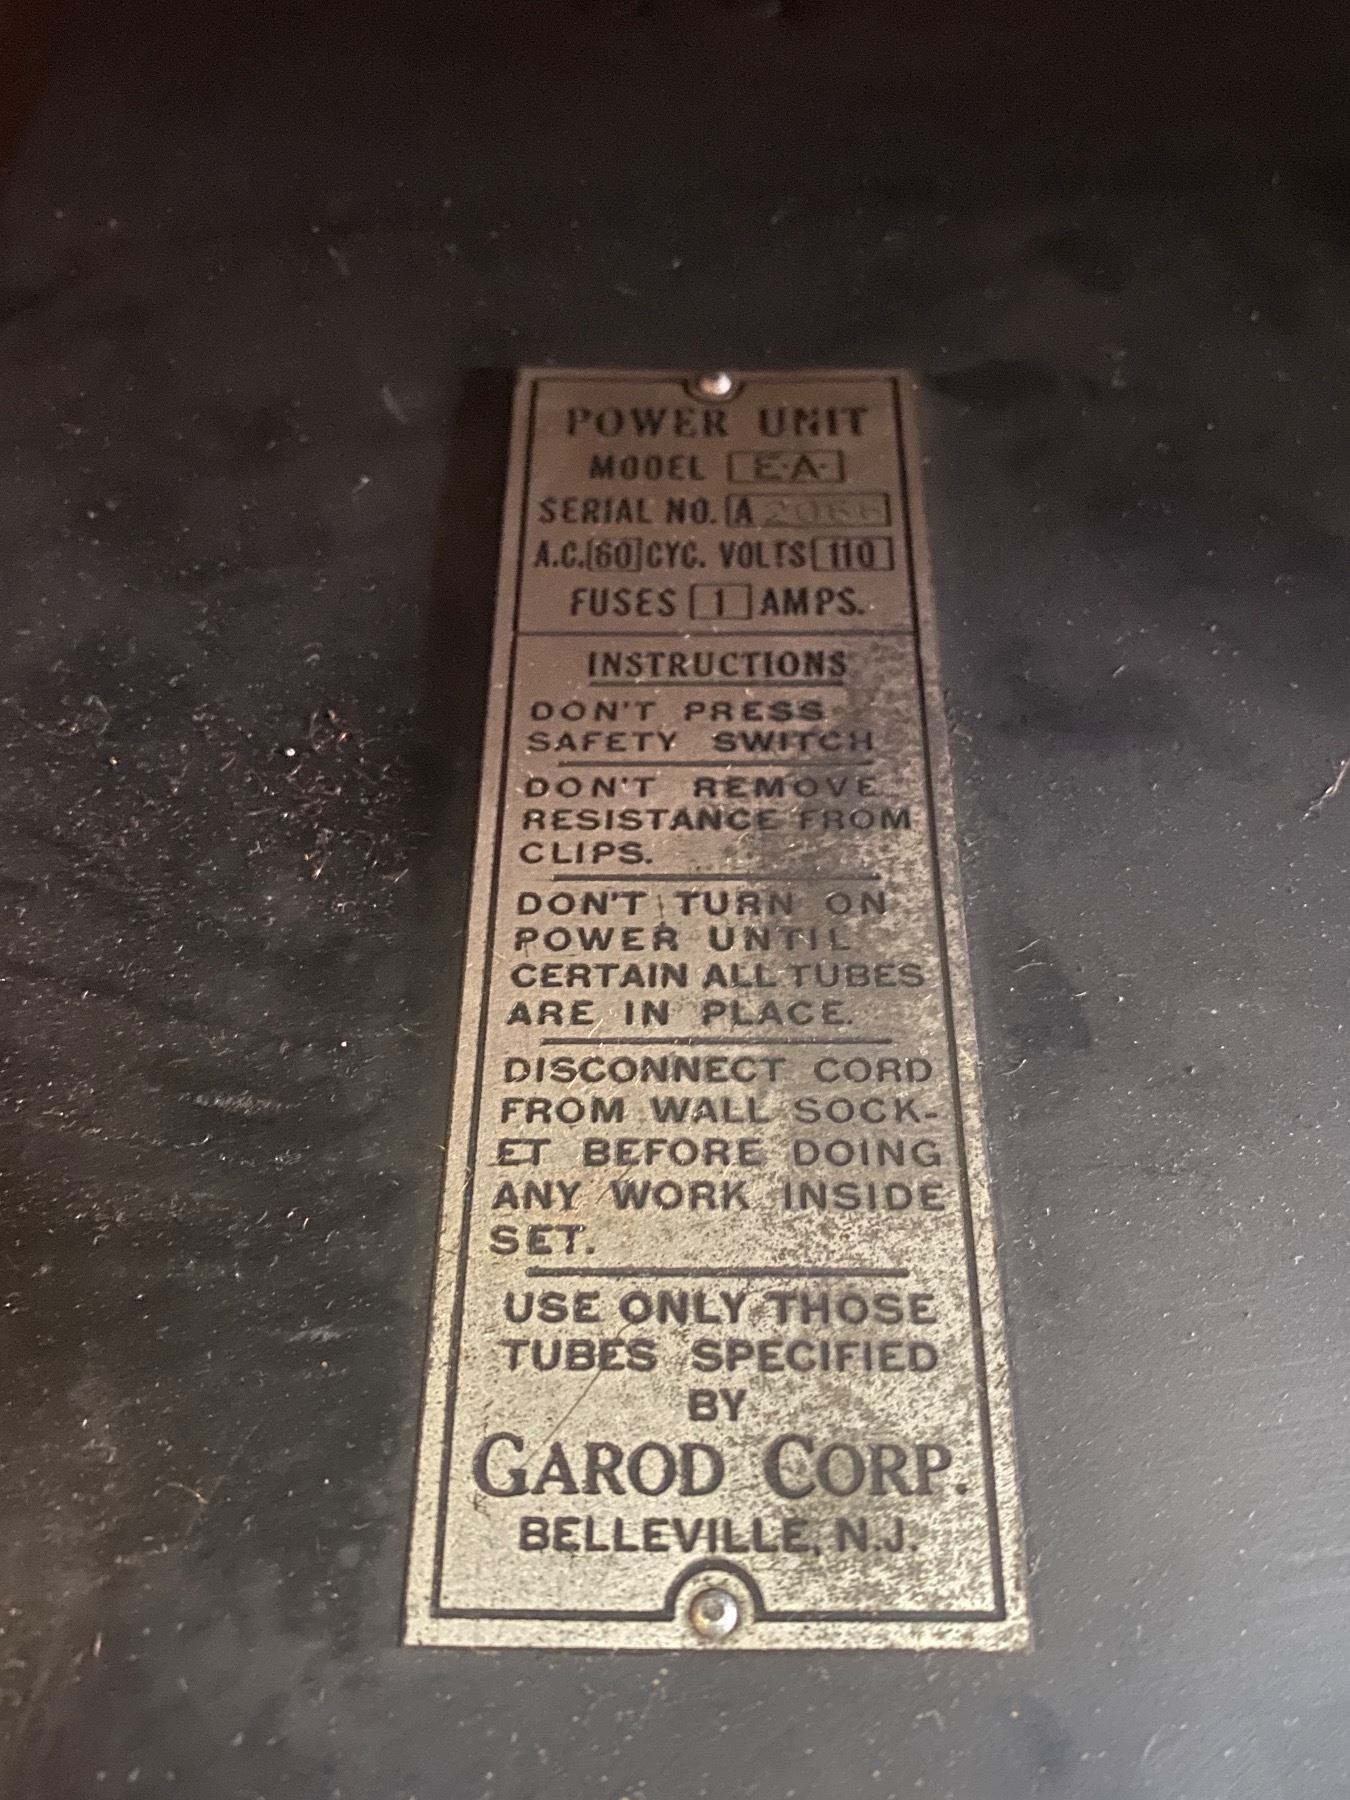 POWER UNIT
MODEL E·A·
SERIAL NO. A
A.C. 60 CYC. VOLTS 110
FUSES 1 AMPS.
INSTRUCTIONS
DON'T PRESS
SAFETY SWITCH
DON'T REMOVE
RESISTANCE FROM
CLIPS.
DON'T TURN ON
POWER UNTIL
CERTAIN ALL TUBES
ARE IN PLACE.
DISCONNECT CORD
FROM WALL SOCK-
ET BEFORE DOING
ANY WORK INSIDE
SET.
USE ONLY THOSE
TUBES SPECIFIED
BY
GAROD CORP.
BELLEVILLE, N.J.